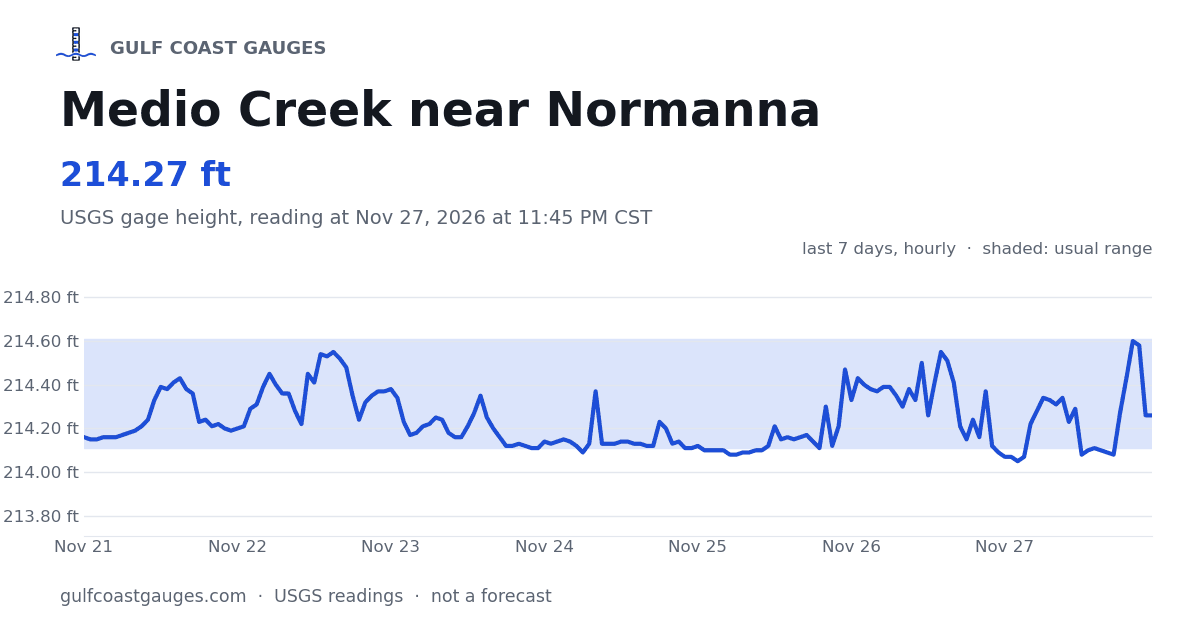 GULF COAST GAUGES
Medio Creek near Normanna
214.27 ft
USGS gage height, reading at Nov 27, 2026 at 11:45 PM CST
last 7 days, hourly · shaded: usual range
214.80 ft
214.60 ft
214.40 ft
214.20 ft
214.00 ft
213.80 ft
Nov 21 Nov 22 Nov 23 Nov 24 Nov 25 Nov 26 Nov 27
gulfcoastgauges.com · USGS readings · not a forecast